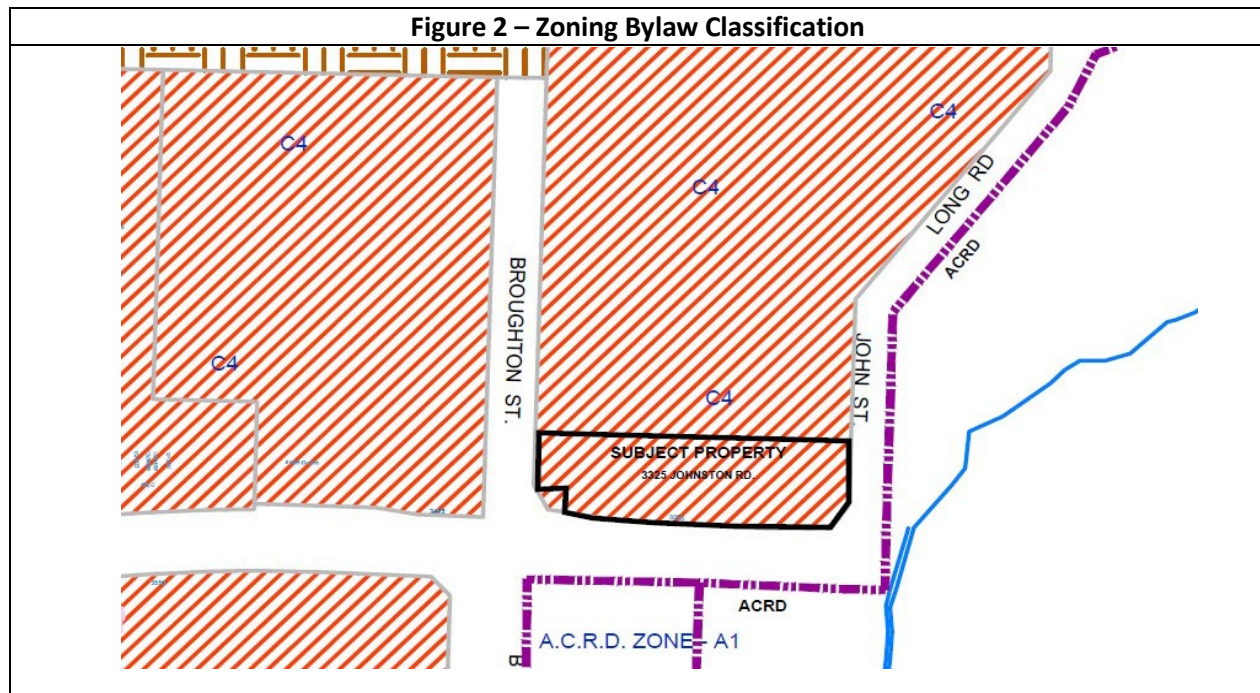 Figure 2 – Zoning Bylaw Classification
C4
C4
C4
LONG RD
ACRD
BROUGHTON ST.
JOHN ST.
C4
C4
SUBJECT PROPERTY
3325 JOHNSTON RD.
ACRD
A.C.R.D. ZONE - A1
B